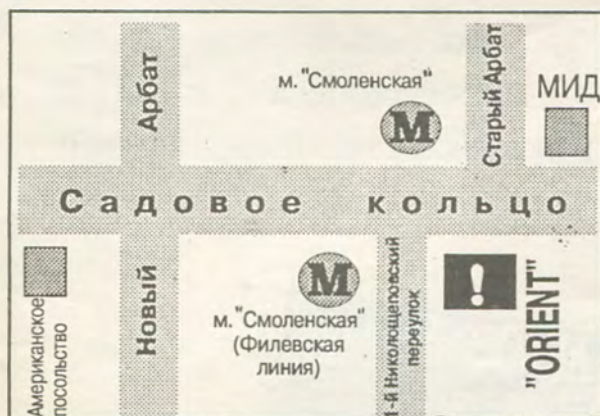 Новый Арбат
м. "Смоленская"
М
Старый Арбат
МИД
Садовое кольцо
Американское
посольство
М
м. "Смоленская"
(Филевская
линия)
1-й Николощеповский
переулок
!
"ORIENT"